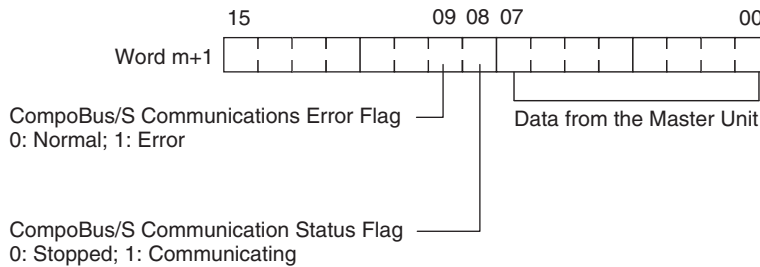 15 09 08 07 00
Word m+1
CompoBus/S Communications Error Flag
0: Normal; 1: Error
Data from the Master Unit
CompoBus/S Communication Status Flag
0: Stopped; 1: Communicating